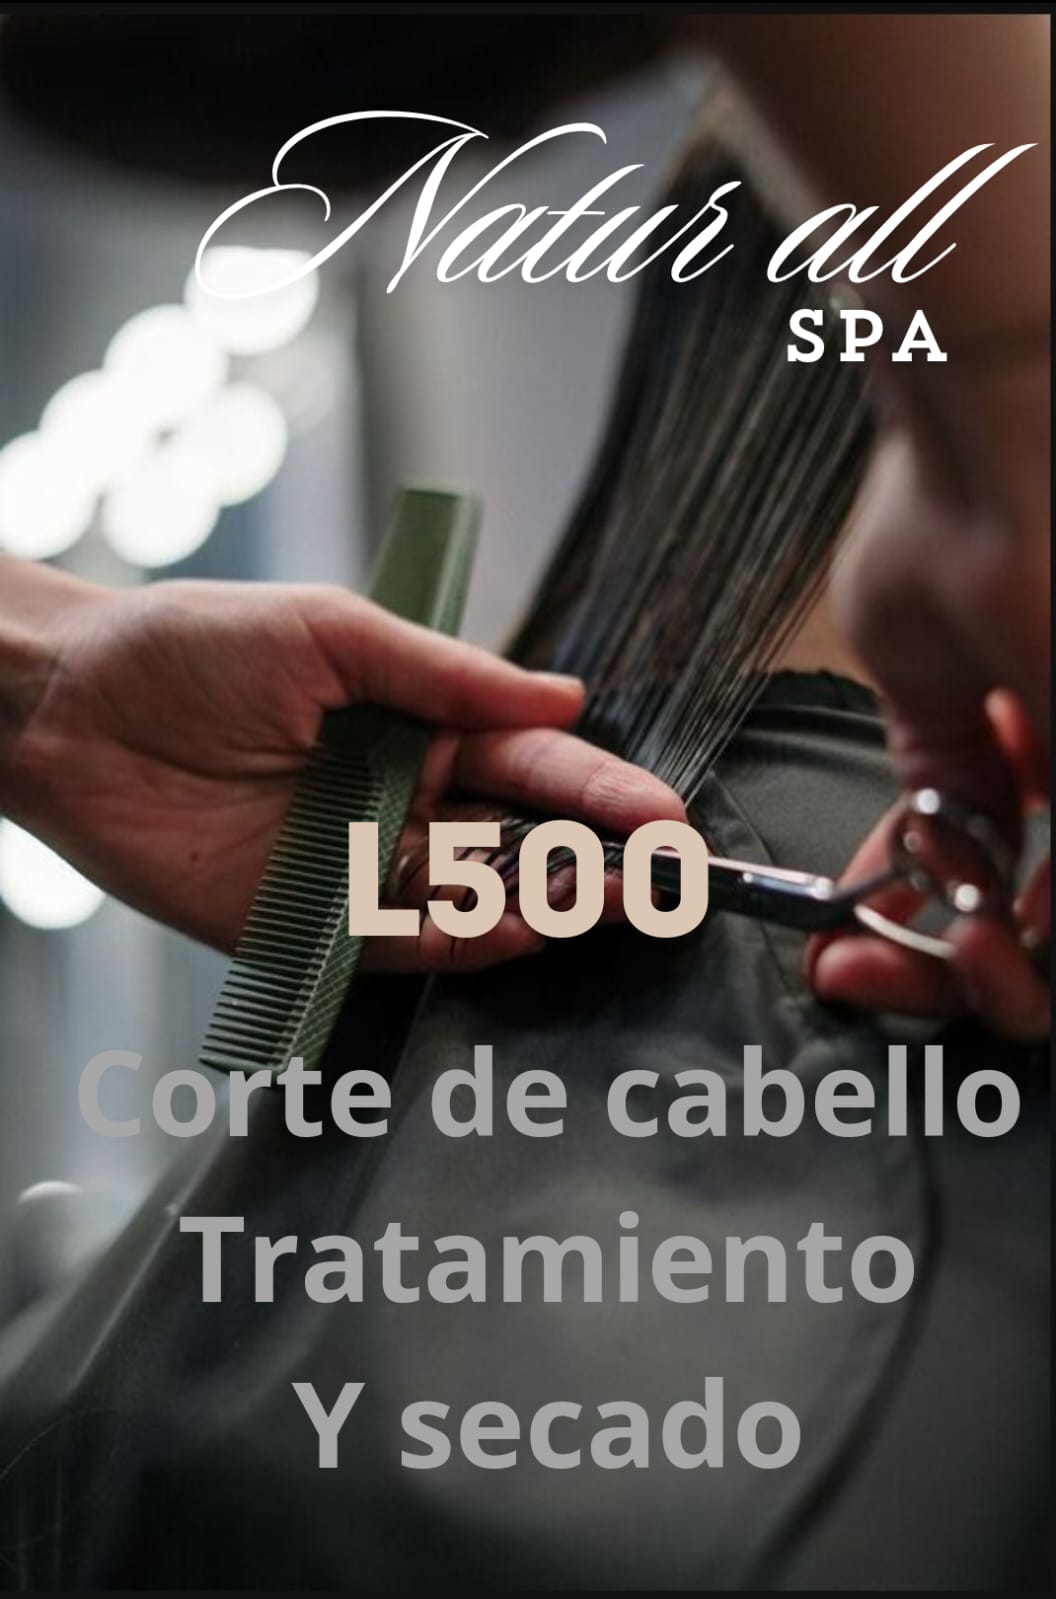 Natur all
SPA
L500
Corte de cabello
Tratamiento
Y secado